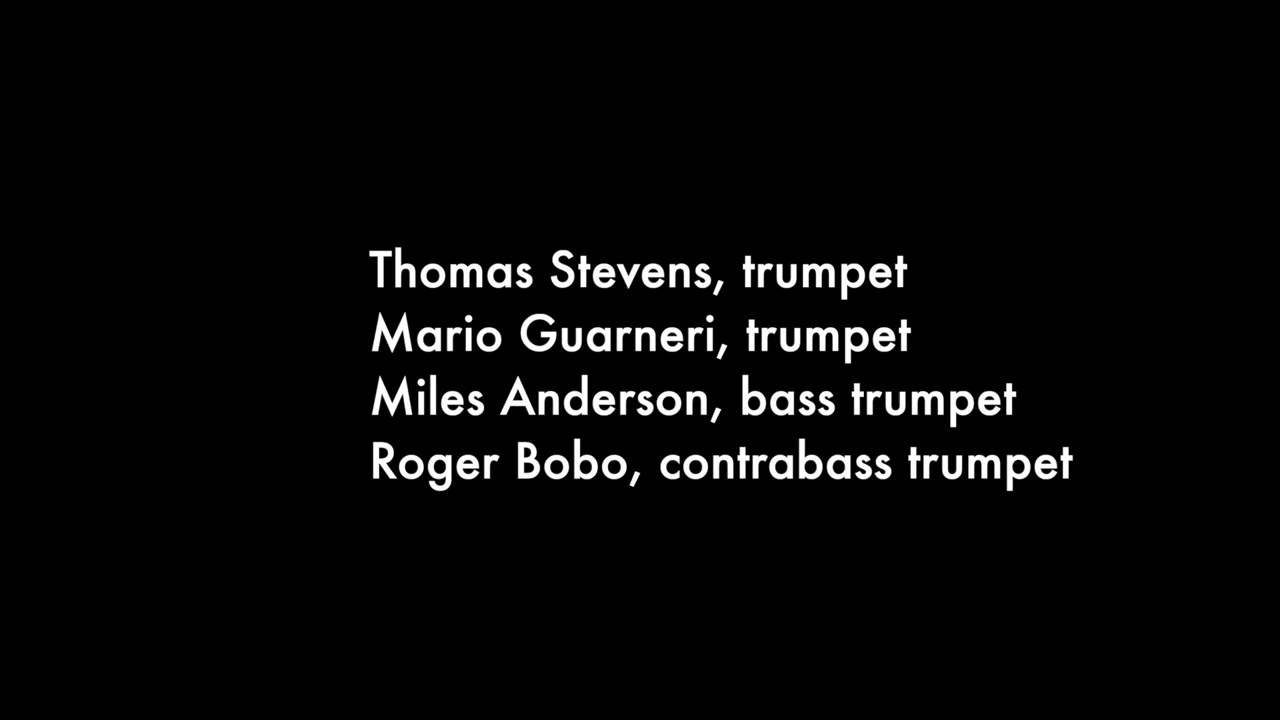 Thomas Stevens, trumpet
Mario Guarneri, trumpet
Miles Anderson, bass trumpet
Roger Bobo, contrabass trumpet